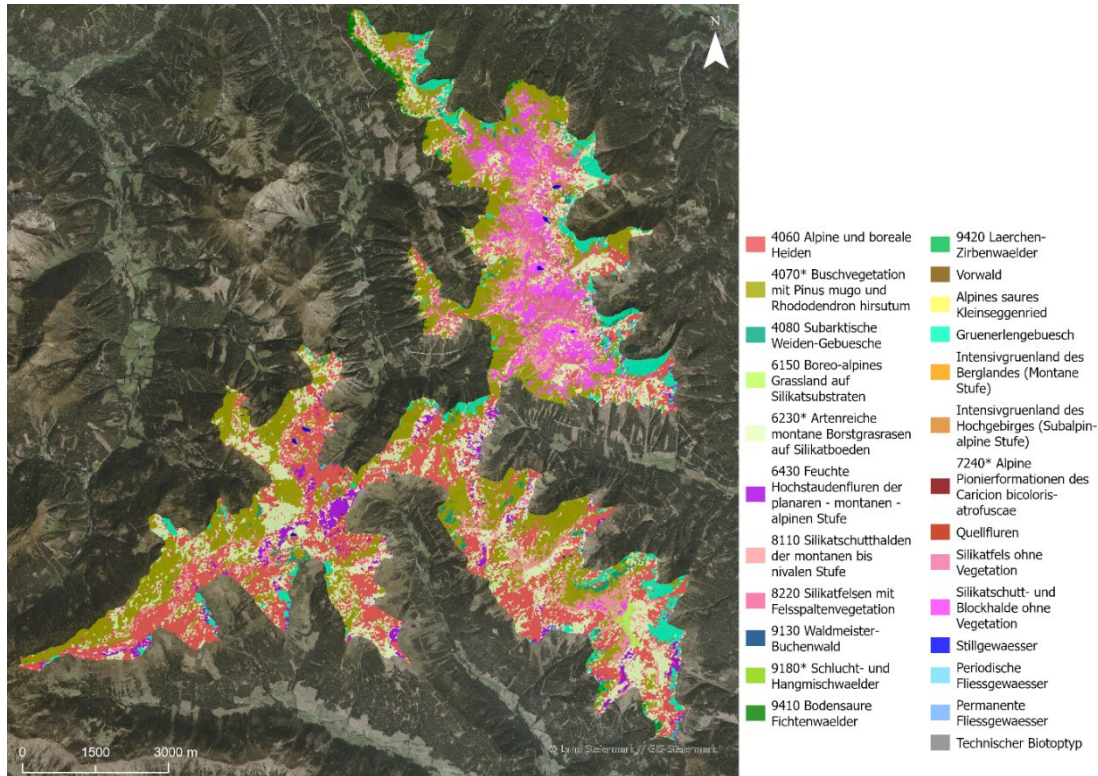 N
4060 Alpine und boreale
Heiden
4070* Buschvegetation
mit Pinus mugo und
Rhododendron hirsutum
4080 Subarktische
Weiden-Gebuesche
6150 Boreo-alpines
Grassland auf
Silikatsubstraten
6230* Artenreiche
montane Borstgrasrasen
auf Silikatboeden
6430 Feuchte
Hochstaudenfluren der
planaren - montanen -
alpinen Stufe
8110 Silikatschutthalden
der montanen bis
nivalen Stufe
8220 Silikatfelsen mit
Felsspaltenvegetation
9130 Waldmeister-
Buchenwald
9180* Schlucht- und
Hangmischwaelder
9410 Bodensaure
Fichtenwaelder
9420 Laerchen-
Zirbenwaelder
Vorwald
Alpines saures
Kleinseggenried
Gruenerlengebuesch
Intensivgruenland des
Berglandes (Montane
Stufe)
Intensivgruenland des
Hochgebirges (Subalpin-
alpine Stufe)
7240* Alpine
Pionierformationen des
Caricion bicoloris-
atrofuscae
Quellfluren
Silikatfels ohne
Vegetation
Silikatschutt- und
Blockhalde ohne
Vegetation
Stillgewaesser
Periodische
Fliessgewaesser
Permanente
Fliessgewaesser
Technischer Biotoptyp
0 1500 3000 m
© Land Steiermark // GIS-Steiermark